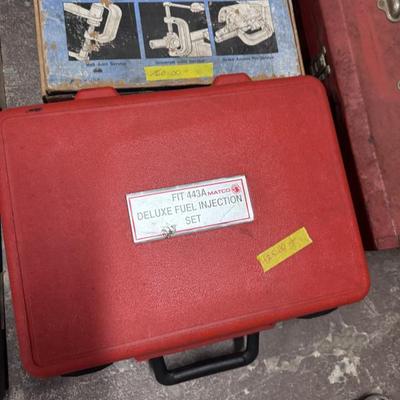 Ball Joint Service
Universal Joint Service
Brake Anchor Pin Service
FIT 443A MATCO
DELUXE FUEL INJECTION
SET